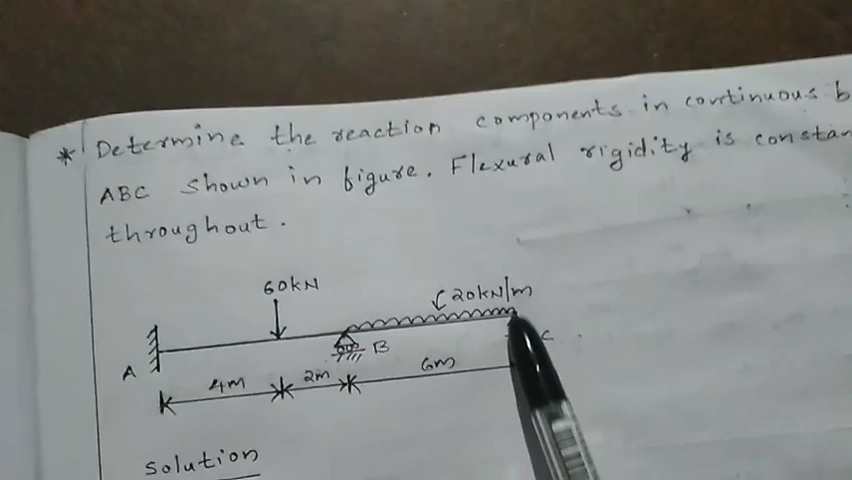 * Determine the reaction components in continuous
ABC shown in figure. Flexural rigidity is
throughout.
60kN
20kN/m
A
B
C
4m
2m
6m
Solution